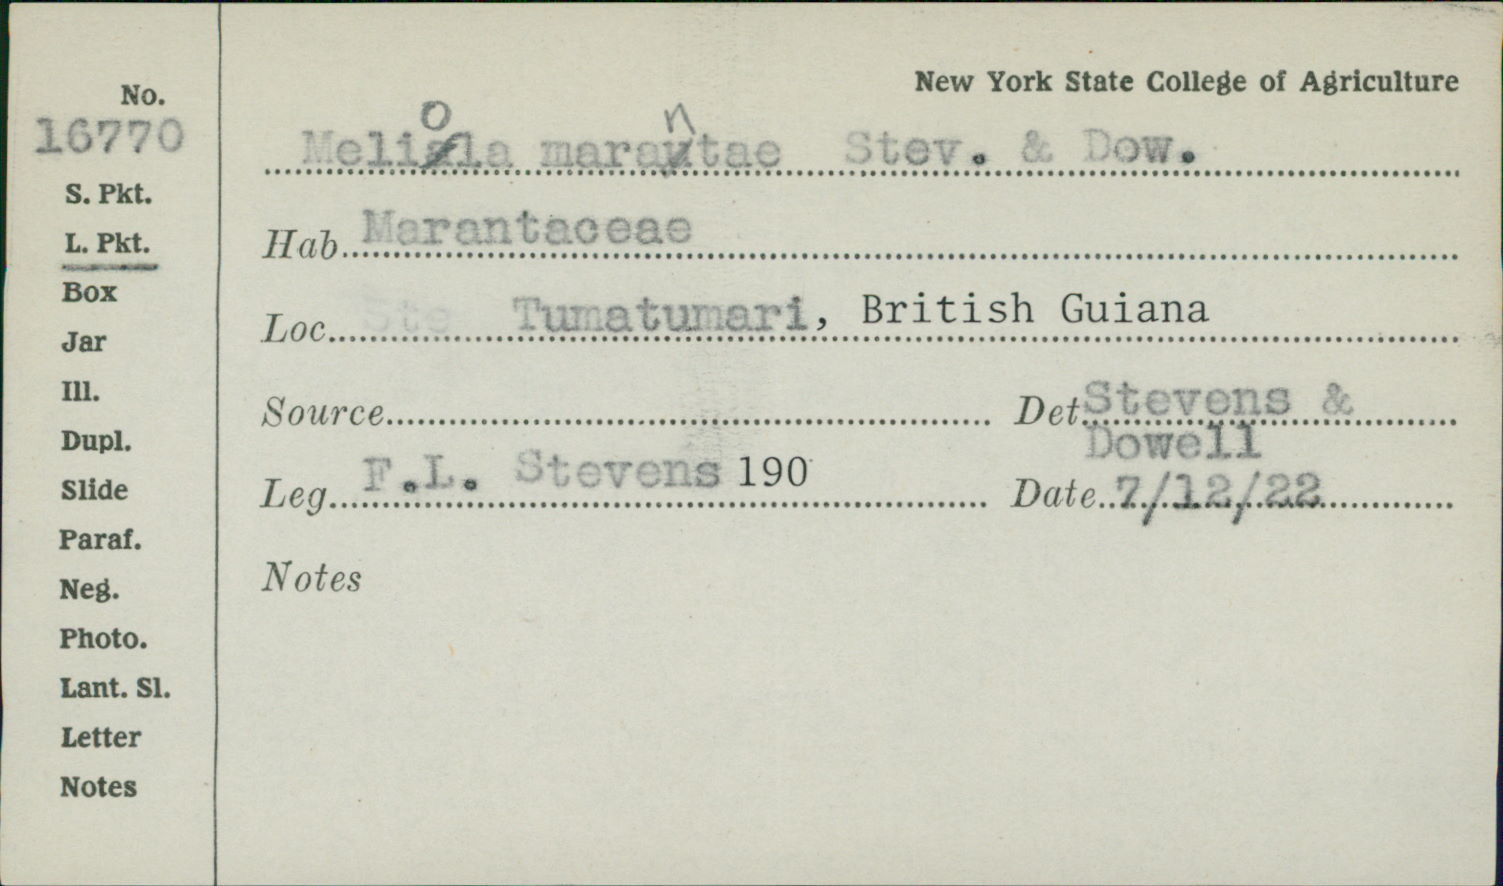 New York State College of Agriculture
No.
16770
S. Pkt.
L. Pkt.
Box
Jar
Ill.
Dupl.
Slide
Paraf.
Neg.
Photo.
Lant. Sl.
Letter
Notes
Meliola marantae Stev. & Dow.
Hab. Marantaceae
Loc. Ste Tumatumari, British Guiana
Source Det. Stevens &
Dowell
Leg. F.L. Stevens 190 Date 7/12/22
Notes